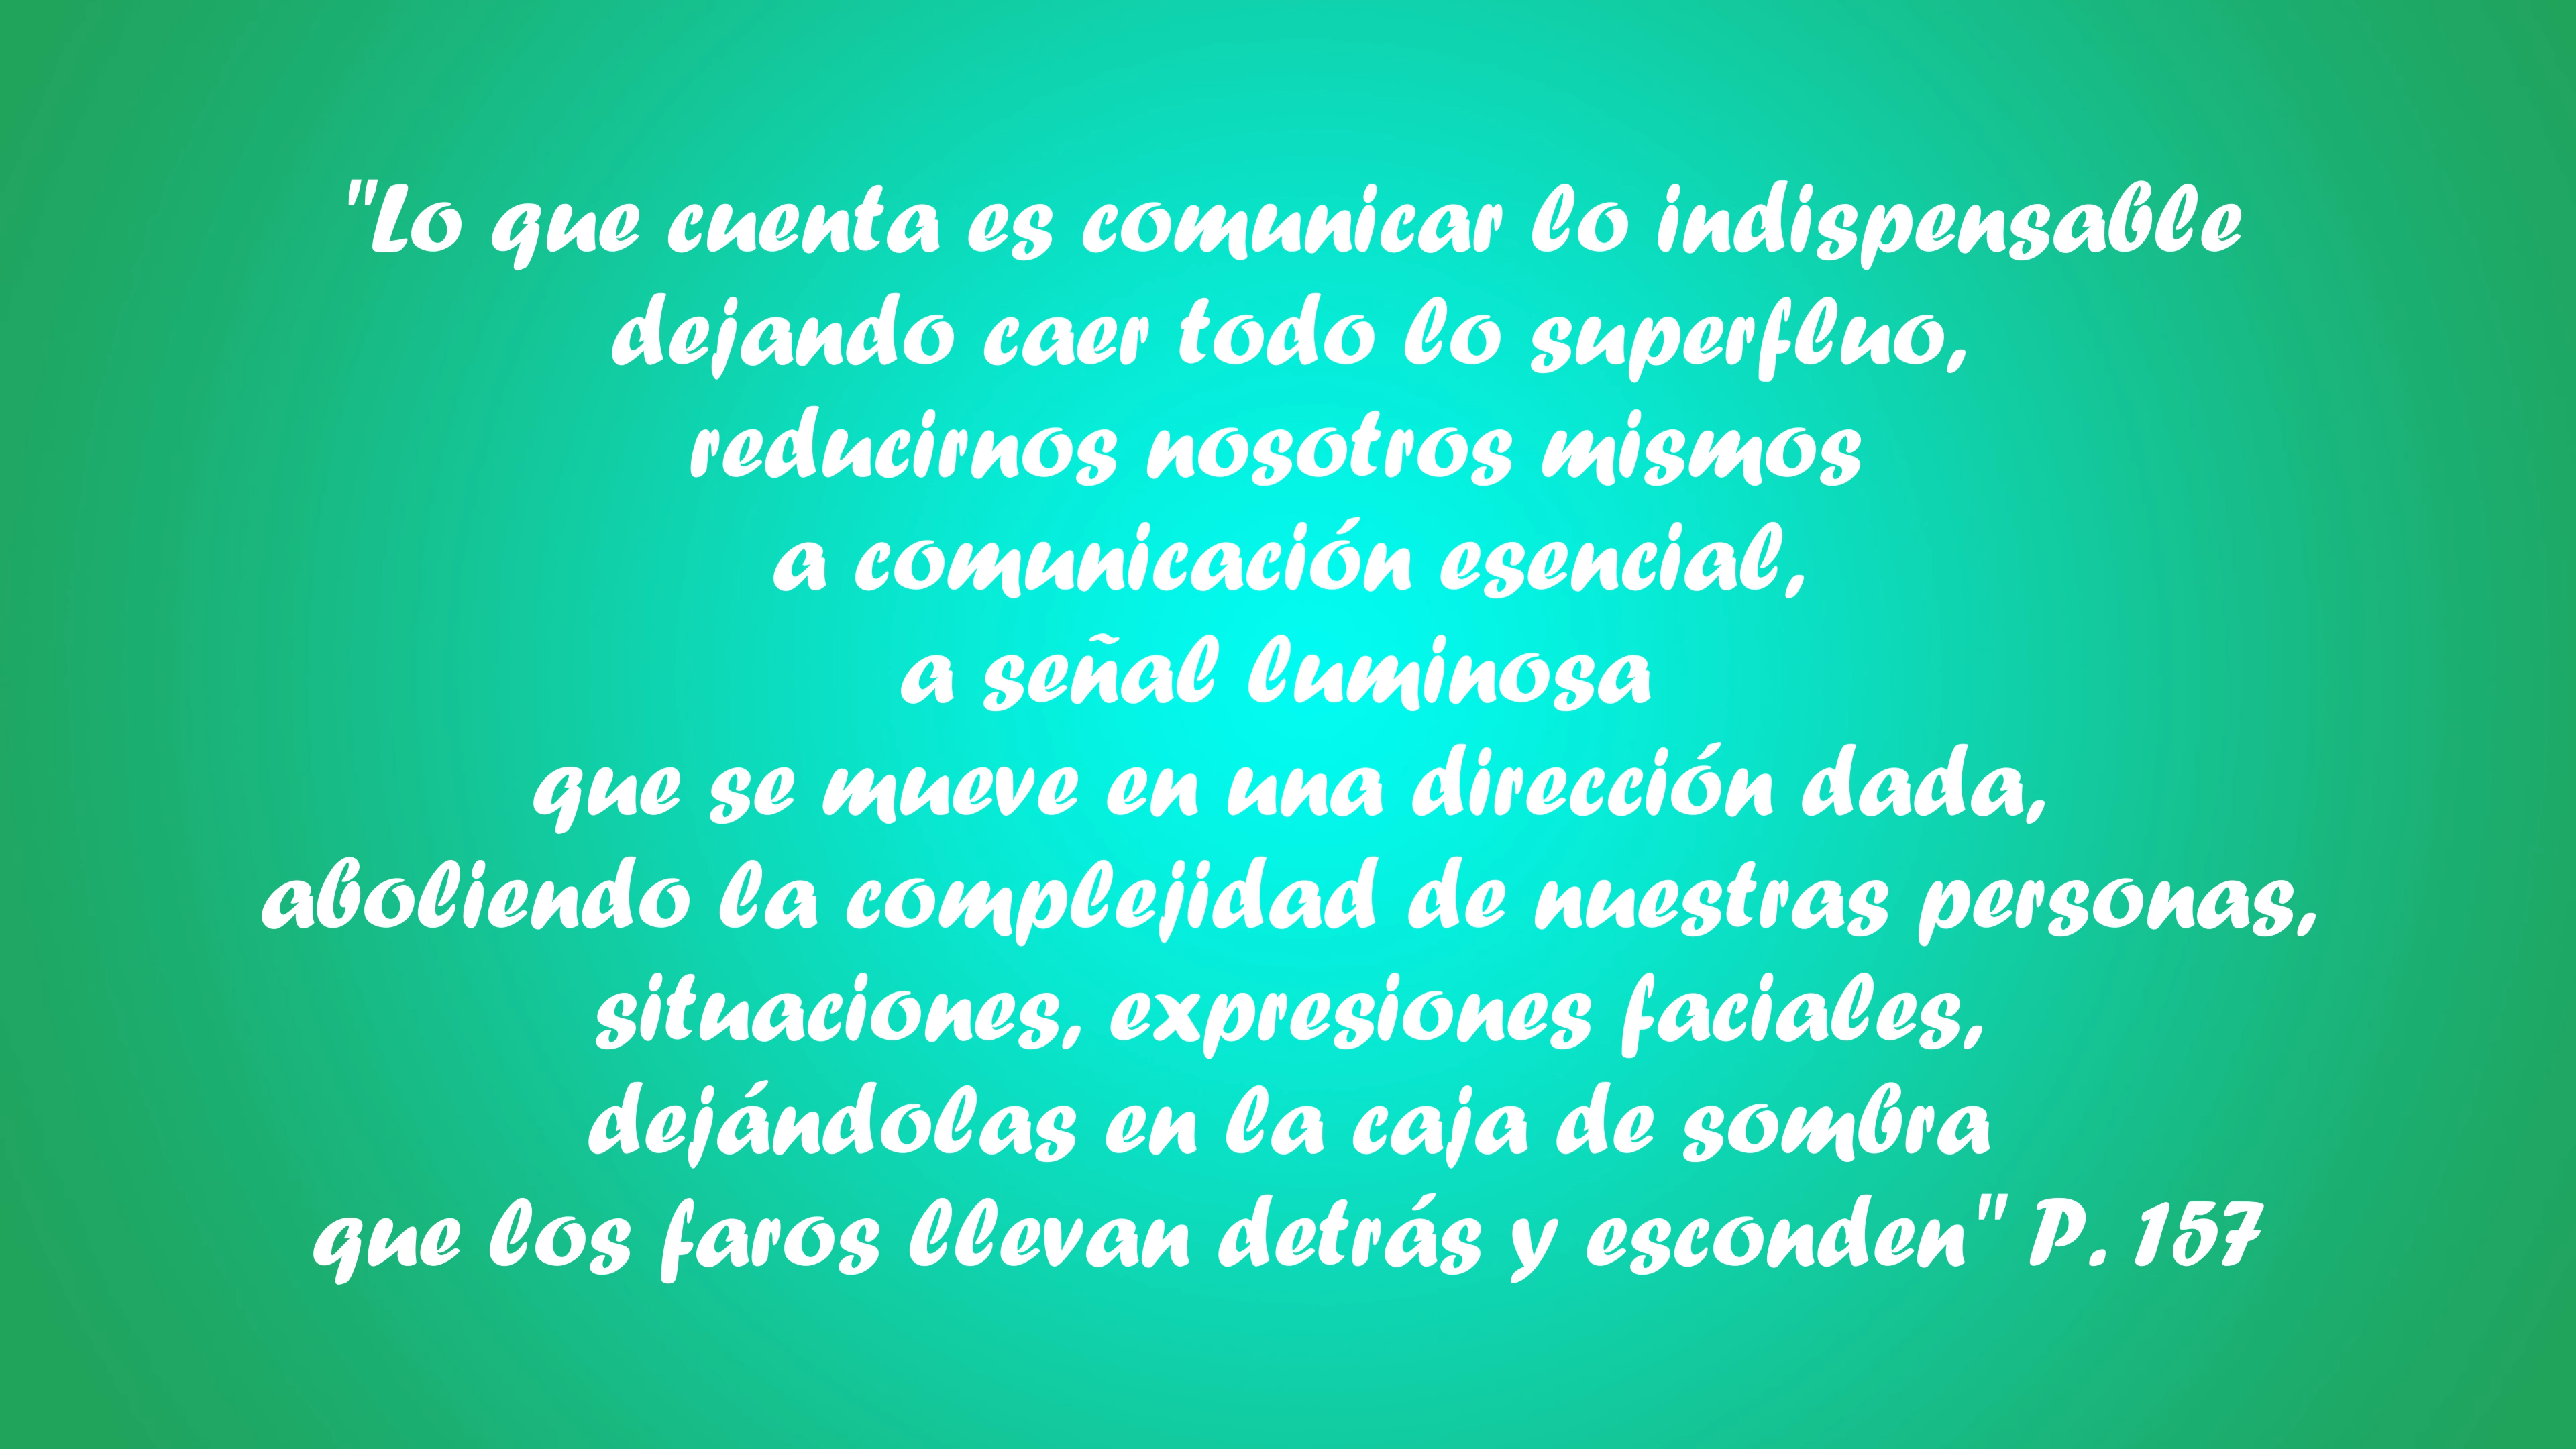 "Lo que cuenta es comunicar lo indispensable
dejando caer todo lo superfluo,
reducirnos nosotros mismos
a comunicación esencial,
a señal luminosa
que se mueve en una dirección dada,
aboliendo la complejidad de nuestras personas,
situaciones, expresiones faciales,
dejándolas en la caja de sombra
que los faros llevan detrás y esconden" P. 157